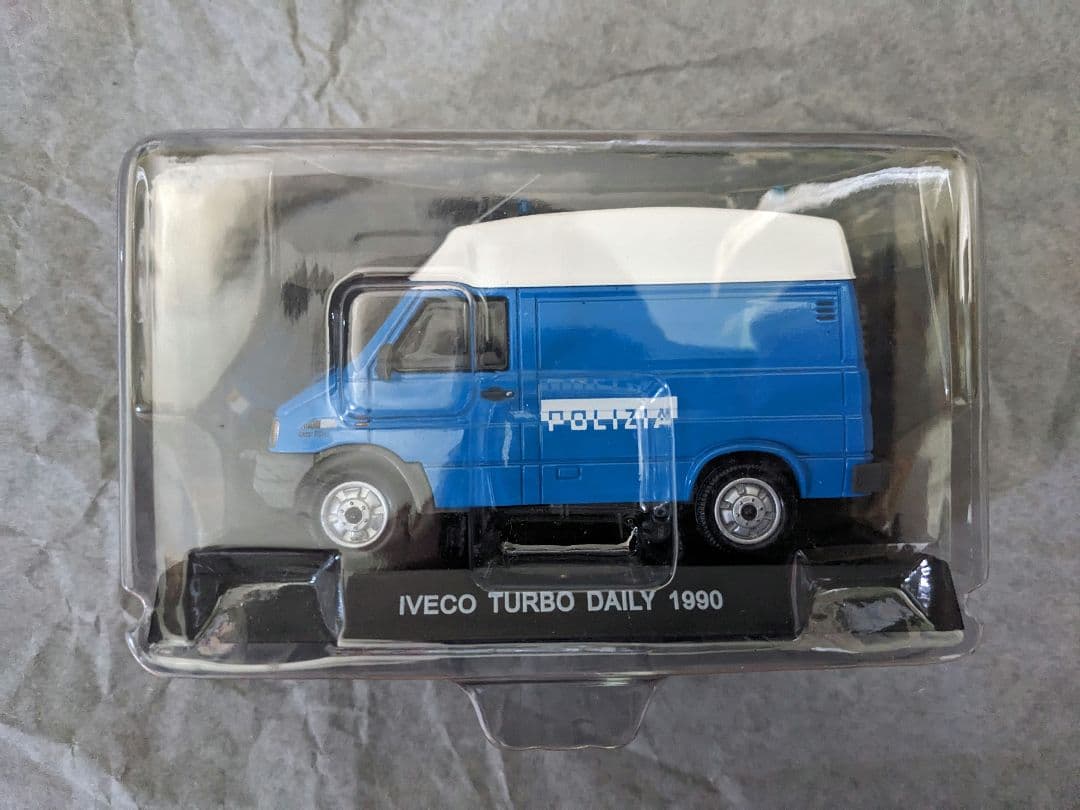 POLIZIA
IVECO TURBO DAILY 1990